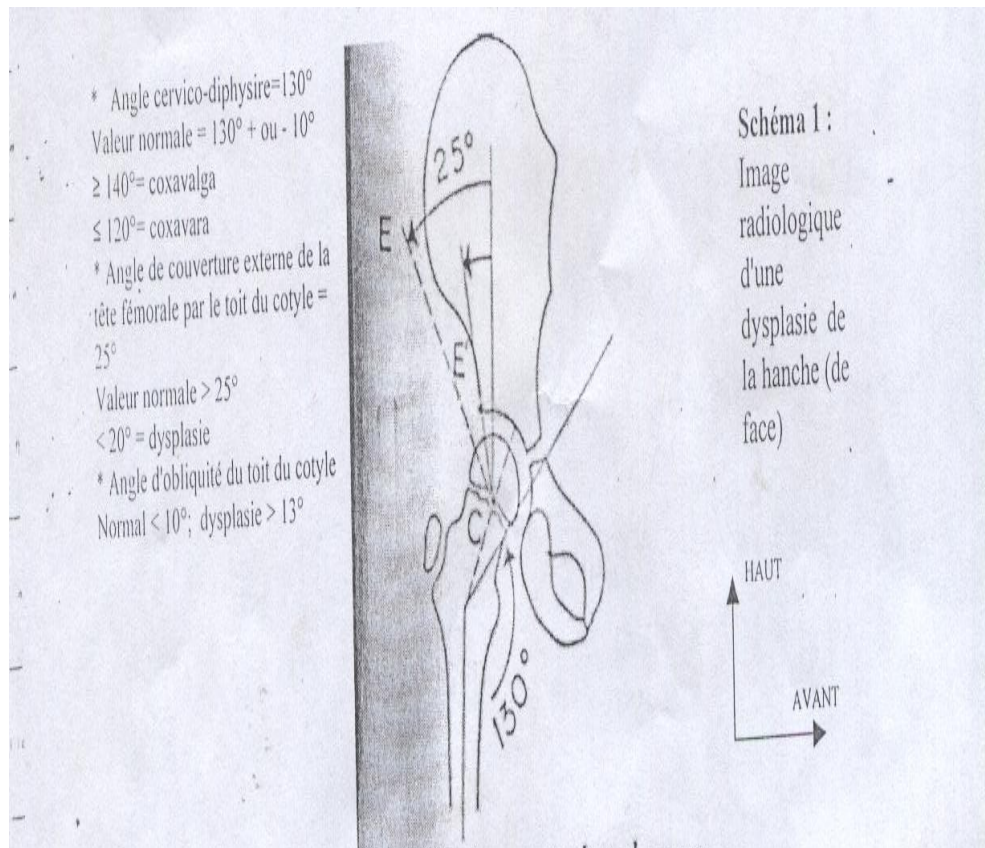 * Angle cervico-diphysire=130°
Valeur normale = 130° + ou - 10°
≥ 140°= coxavalga
≤ 120°= coxavara
* Angle de couverture externe de la
tête fémorale par le toit du cotyle =
25°
Valeur normale > 25°
< 20° = dysplasie
* Angle d'obliquité du toit du cotyle
Normal < 10°; dysplasie > 13°
25°
E
E
C
130°
Schéma 1 :
Image
radiologique
d'une
dysplasie de
la hanche (de
face)
HAUT
AVANT